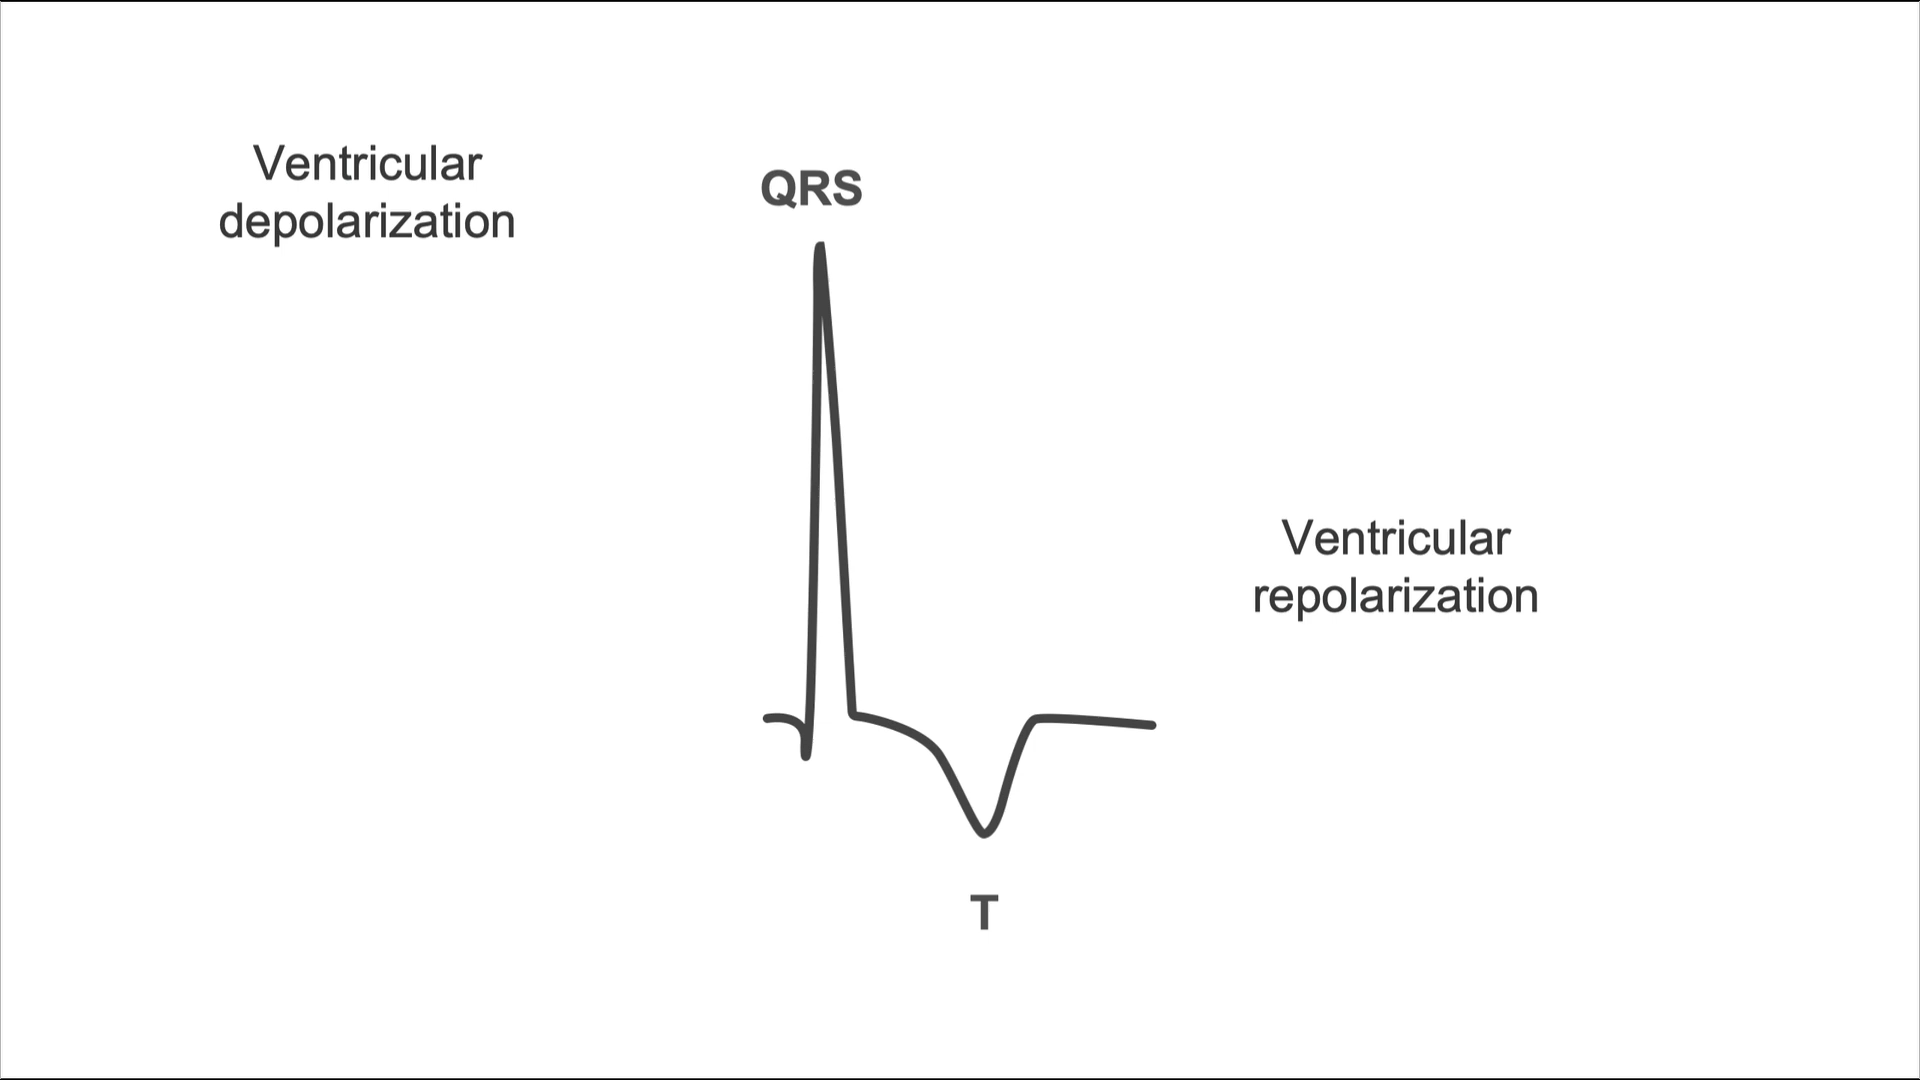 Ventricular
depolarization
QRS
Ventricular
repolarization
T